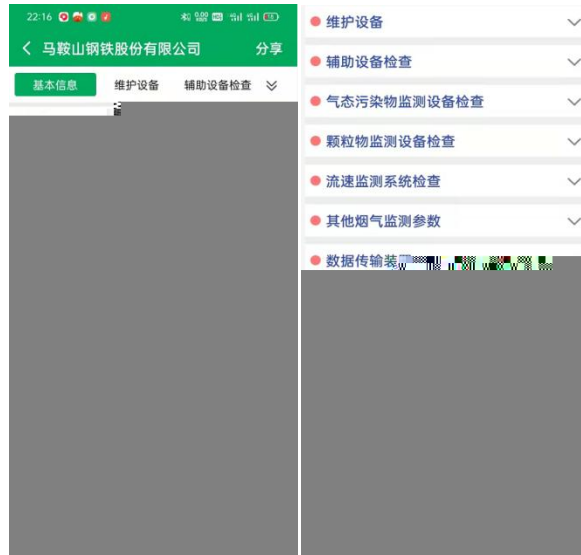 22:16
马鞍山钢铁股份有限公司
分享
基本信息 维护设备 辅助设备检查
维护设备
辅助设备检查
气态污染物监测设备检查
颗粒物监测设备检查
流速监测系统检查
其他烟气监测参数
数据传输装